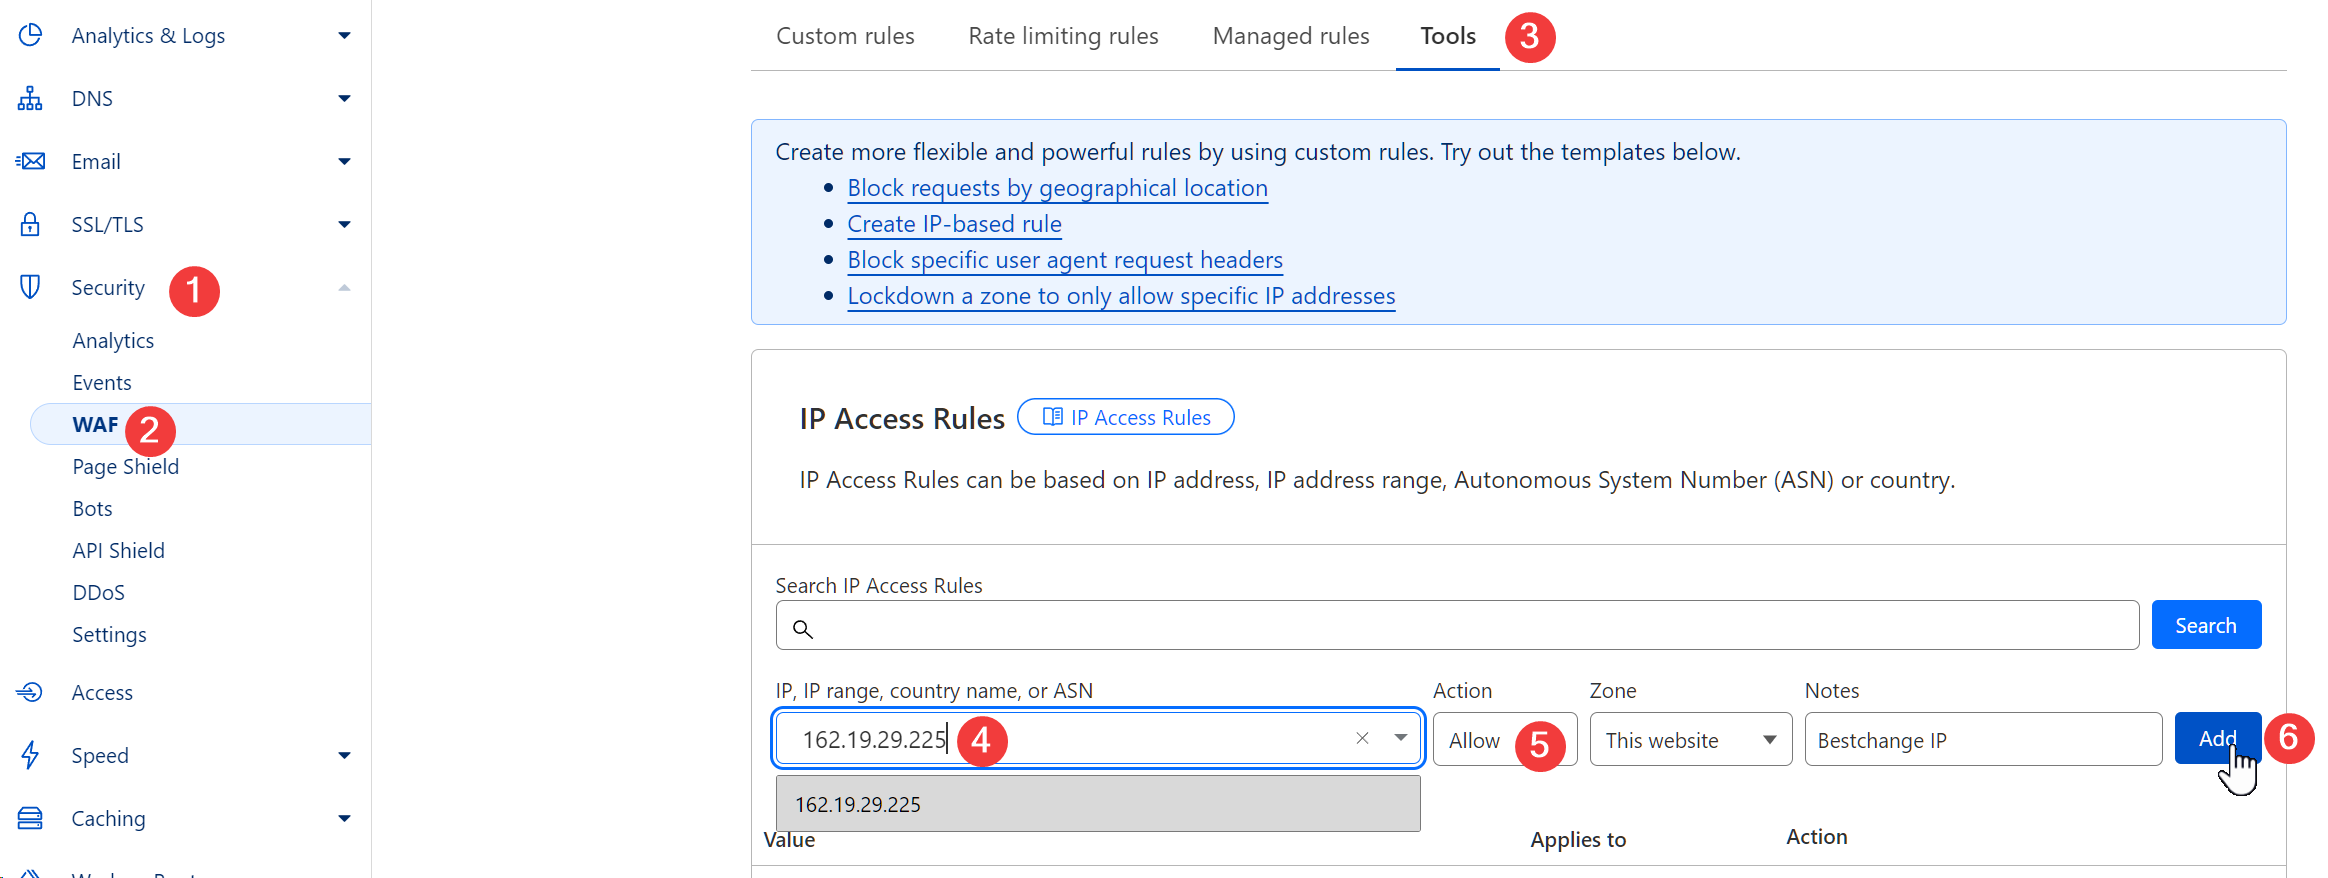 Analytics & Logs
DNS
Email
SSL/TLS
Security 1
Analytics
Events
WAF 2
Page Shield
Bots
API Shield
DDoS
Settings
Access
Speed
Caching
Custom rules Rate limiting rules Managed rules Tools 3
Create more flexible and powerful rules by using custom rules. Try out the templates below.
• Block requests by geographical location
• Create IP-based rule
• Block specific user agent request headers
• Lockdown a zone to only allow specific IP addresses
IP Access Rules IP Access Rules
IP Access Rules can be based on IP address, IP address range, Autonomous System Number (ASN) or country.
Search IP Access Rules
Search
IP, IP range, country name, or ASN Action Zone Notes
162.19.29.225 4 Allow 5 This website Bestchange IP Add 6
162.19.29.225
Value Applies to Action